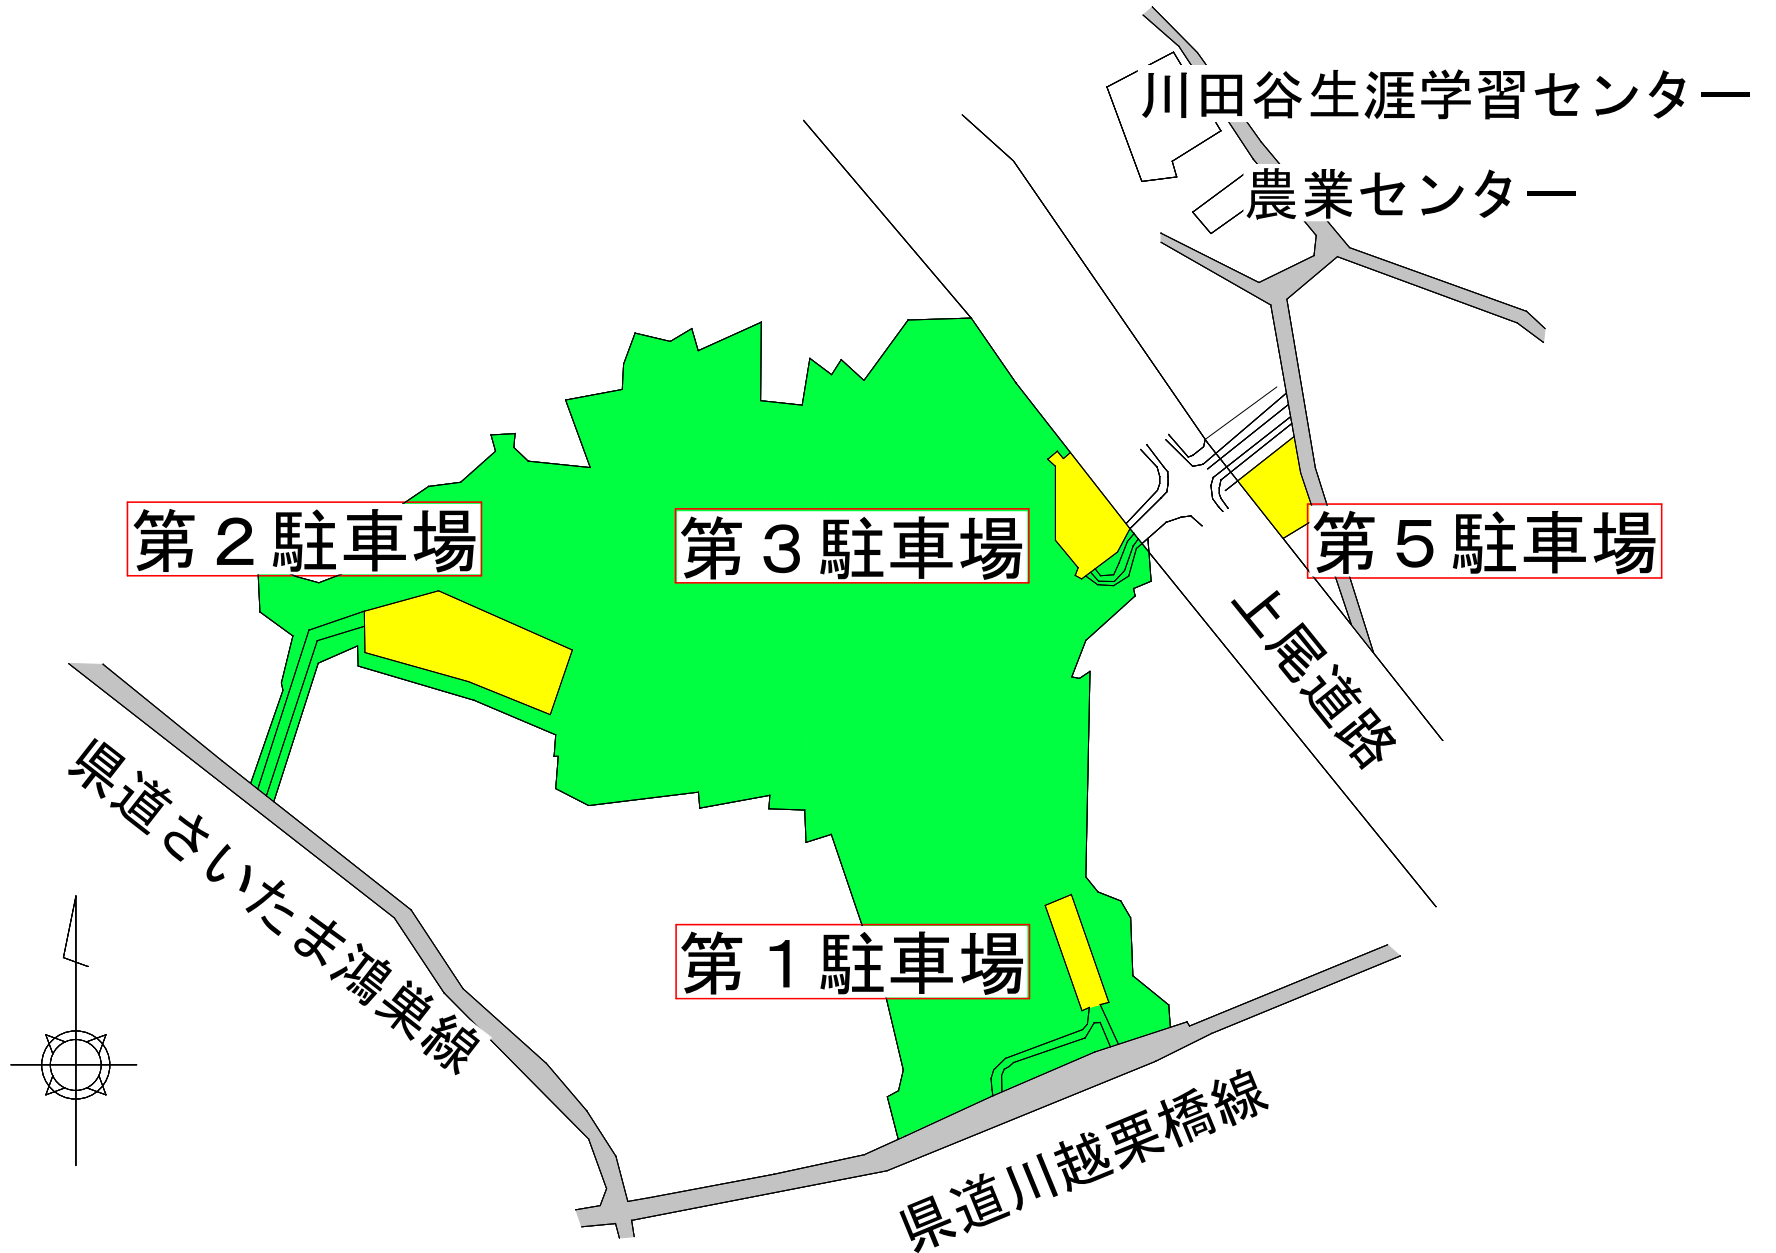 川田谷生涯学習センター
農業センター
第２駐車場
第３駐車場
第５駐車場
上尾道路
県道さいたま鴻巣線
第１駐車場
県道川越栗橋線